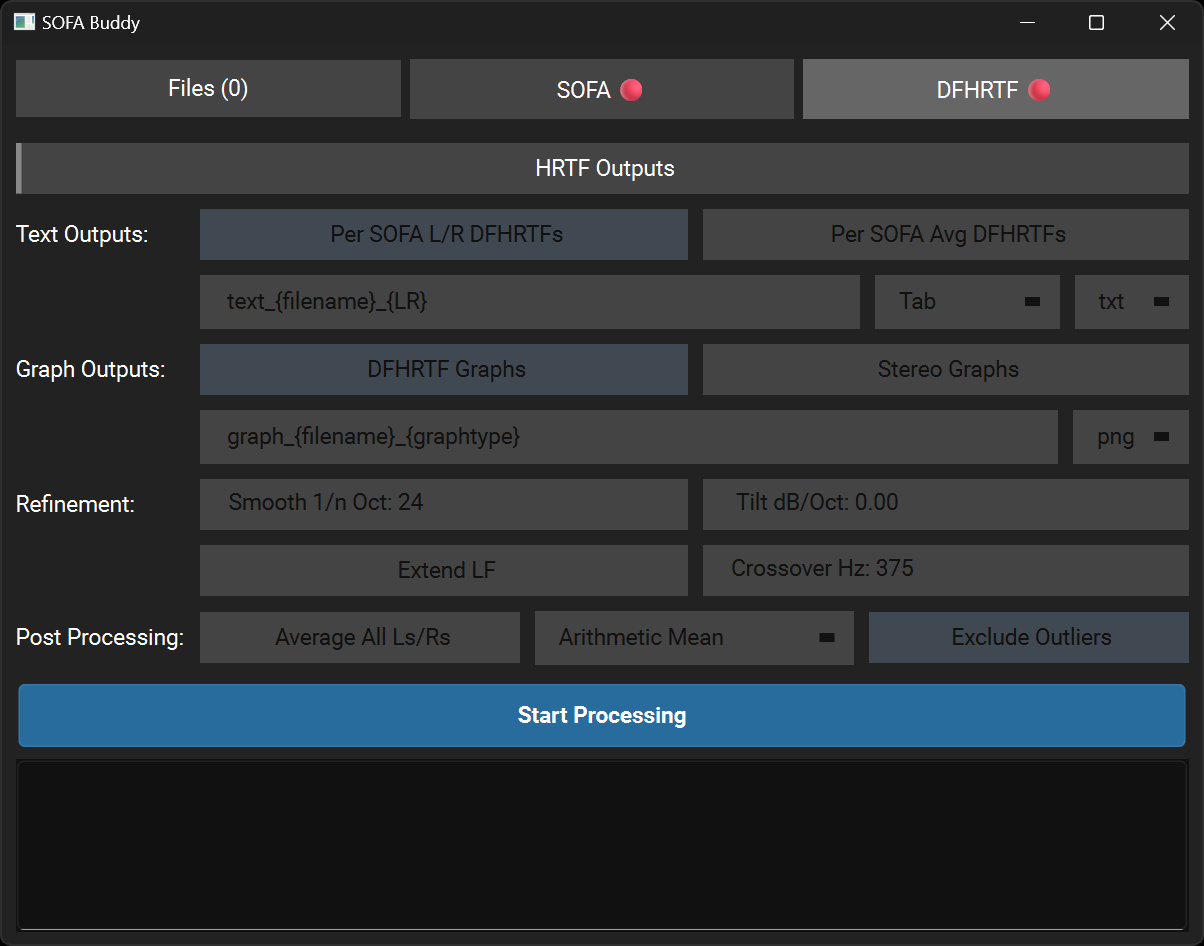 SOFA Buddy
Files (0)
SOFA
DFHRTF
HRTF Outputs
Text Outputs:
Per SOFA L/R DFHRTFs
Per SOFA Avg DFHRTFs
text_{filename}_{LR}
Tab
txt
Graph Outputs:
DFHRTF Graphs
Stereo Graphs
graph_{filename}_{graphtype}
png
Refinement:
Smooth 1/n Oct: 24
Tilt dB/Oct: 0.00
Extend LF
Crossover Hz: 375
Post Processing:
Average All Ls/Rs
Arithmetic Mean
Exclude Outliers
Start Processing